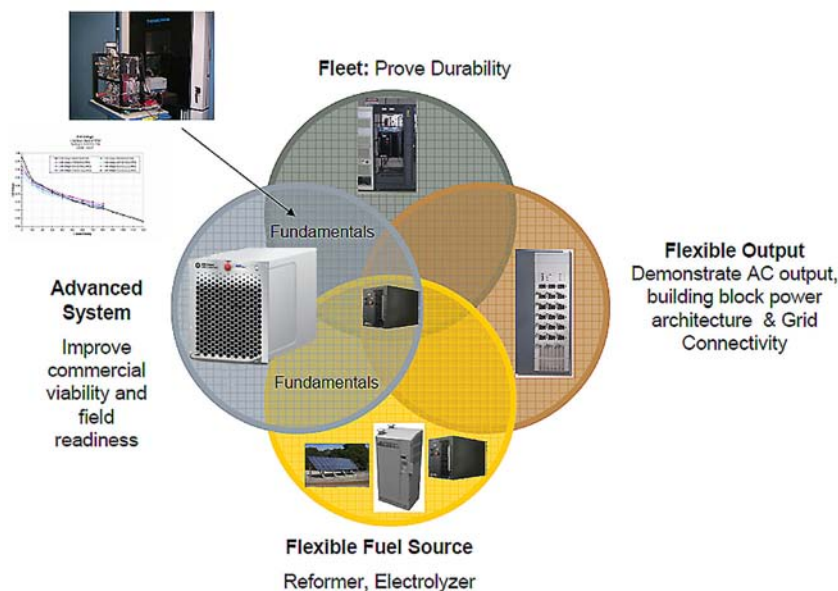 Fleet: Prove Durability
Fundamentals
Flexible Output
Demonstrate AC output,
building block power
architecture & Grid
Connectivity
Advanced
System
Improve
commercial
viability and
field
readiness
Fundamentals
Flexible Fuel Source
Reformer, Electrolyzer